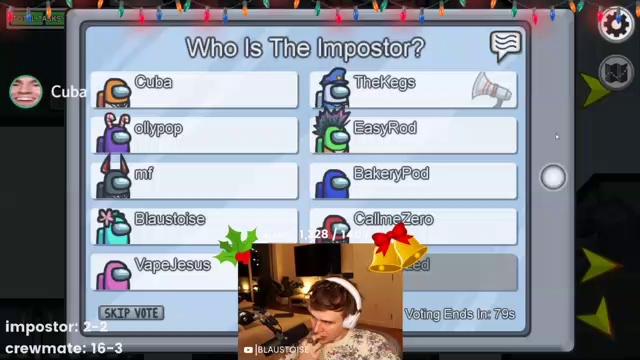 TOTAL TASKS
Who Is The Impostor?
Cuba
Cuba
TheKegs
ollypop
EasyRod
mf
BakeryPod
Blaustoise
CallmeZero
VapeJesus
SKIP VOTE
Voting Ends In: 79s
impostor: 2-2
crewmate: 16-3
BLAUSTOISE